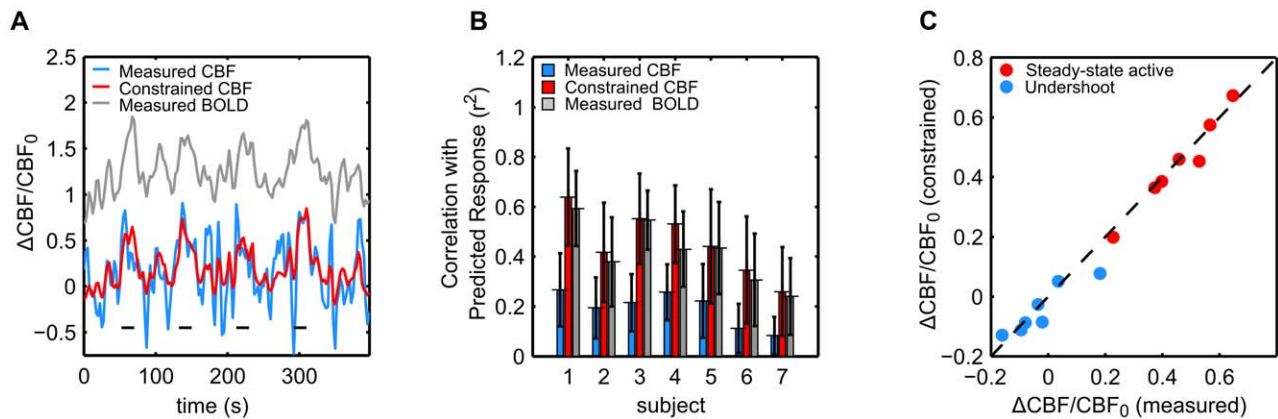 A
ΔCBF/CBF0
2.5
2
1.5
1
0.5
0
−0.5
Measured CBF
Constrained CBF
Measured BOLD
0 100 200 300
time (s)
B
Correlation with
Predicted Response (r2)
1.2
1
0.8
0.6
0.4
0.2
0
Measured CBF
Constrained CBF
Measured BOLD
1 2 3 4 5 6 7
subject
C
ΔCBF/CBF0 (constrained)
0.8
0.6
0.4
0.2
0
−0.2
Steady-state active
Undershoot
−0.2 0 0.2 0.4 0.6
ΔCBF/CBF0 (measured)